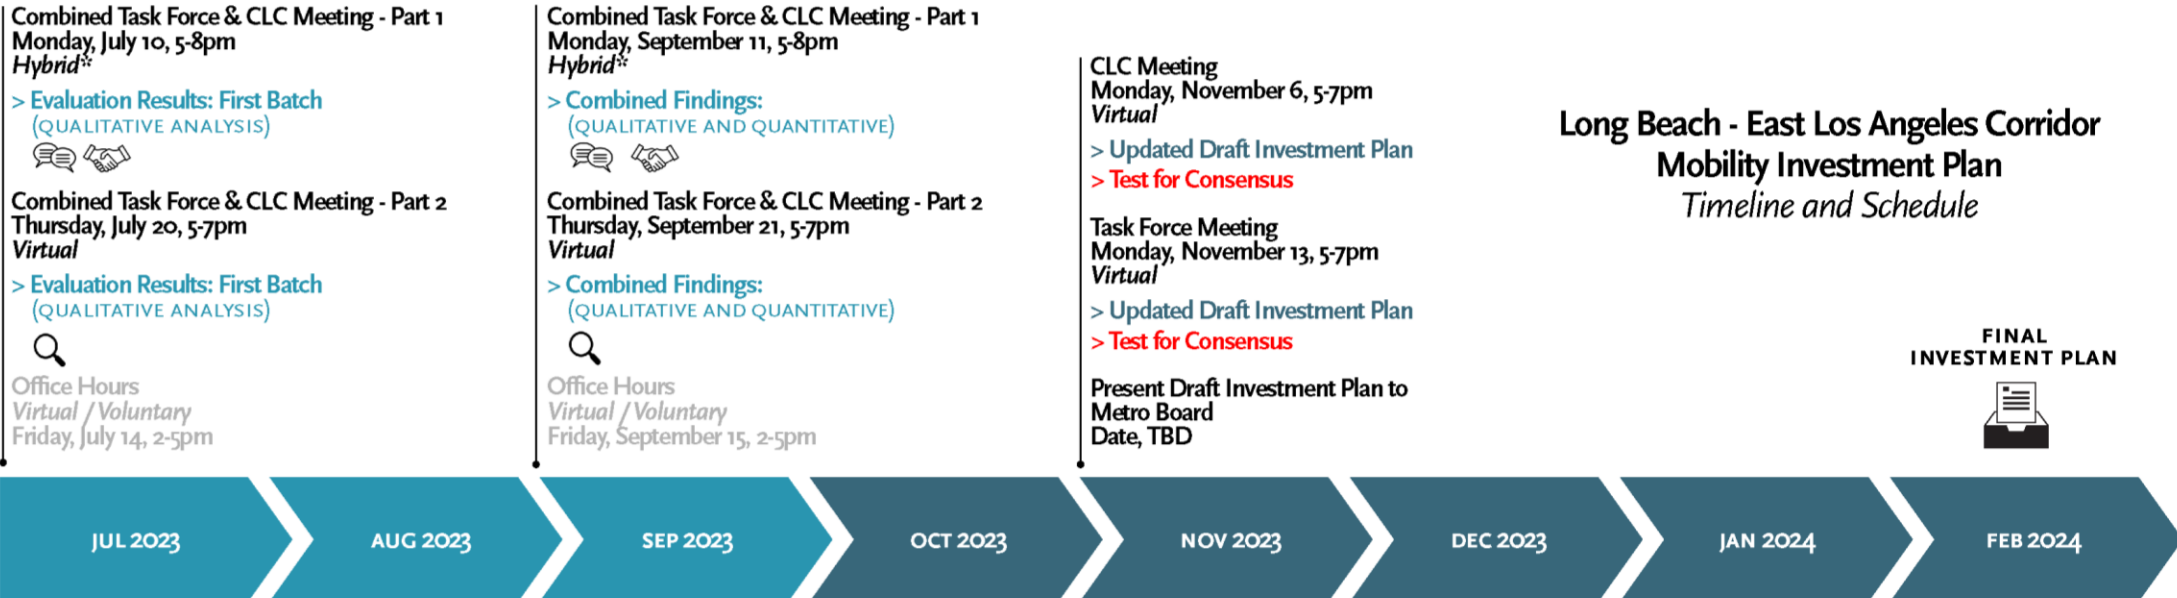 Combined Task Force & CLC Meeting - Part 1
Monday, July 10, 5-8pm
Hybrid*
> Evaluation Results: First Batch
(QUALITATIVE ANALYSIS)
Combined Task Force & CLC Meeting - Part 2
Thursday, July 20, 5-7pm
Virtual
> Evaluation Results: First Batch
(QUALITATIVE ANALYSIS)
Office Hours
Virtual / Voluntary
Friday, July 14, 2-5pm
Combined Task Force & CLC Meeting - Part 1
Monday, September 11, 5-8pm
Hybrid*
> Combined Findings:
(QUALITATIVE AND QUANTITATIVE)
Combined Task Force & CLC Meeting - Part 2
Thursday, September 21, 5-7pm
Virtual
> Combined Findings:
(QUALITATIVE AND QUANTITATIVE)
Office Hours
Virtual / Voluntary
Friday, September 15, 2-5pm
CLC Meeting
Monday, November 6, 5-7pm
Virtual
> Updated Draft Investment Plan
> Test for Consensus
Task Force Meeting
Monday, November 13, 5-7pm
Virtual
> Updated Draft Investment Plan
> Test for Consensus
Present Draft Investment Plan to
Metro Board
Date, TBD
Long Beach - East Los Angeles Corridor
Mobility Investment Plan
Timeline and Schedule
FINAL
INVESTMENT PLAN
JUL 2023
AUG 2023
SEP 2023
OCT 2023
NOV 2023
DEC 2023
JAN 2024
FEB 2024